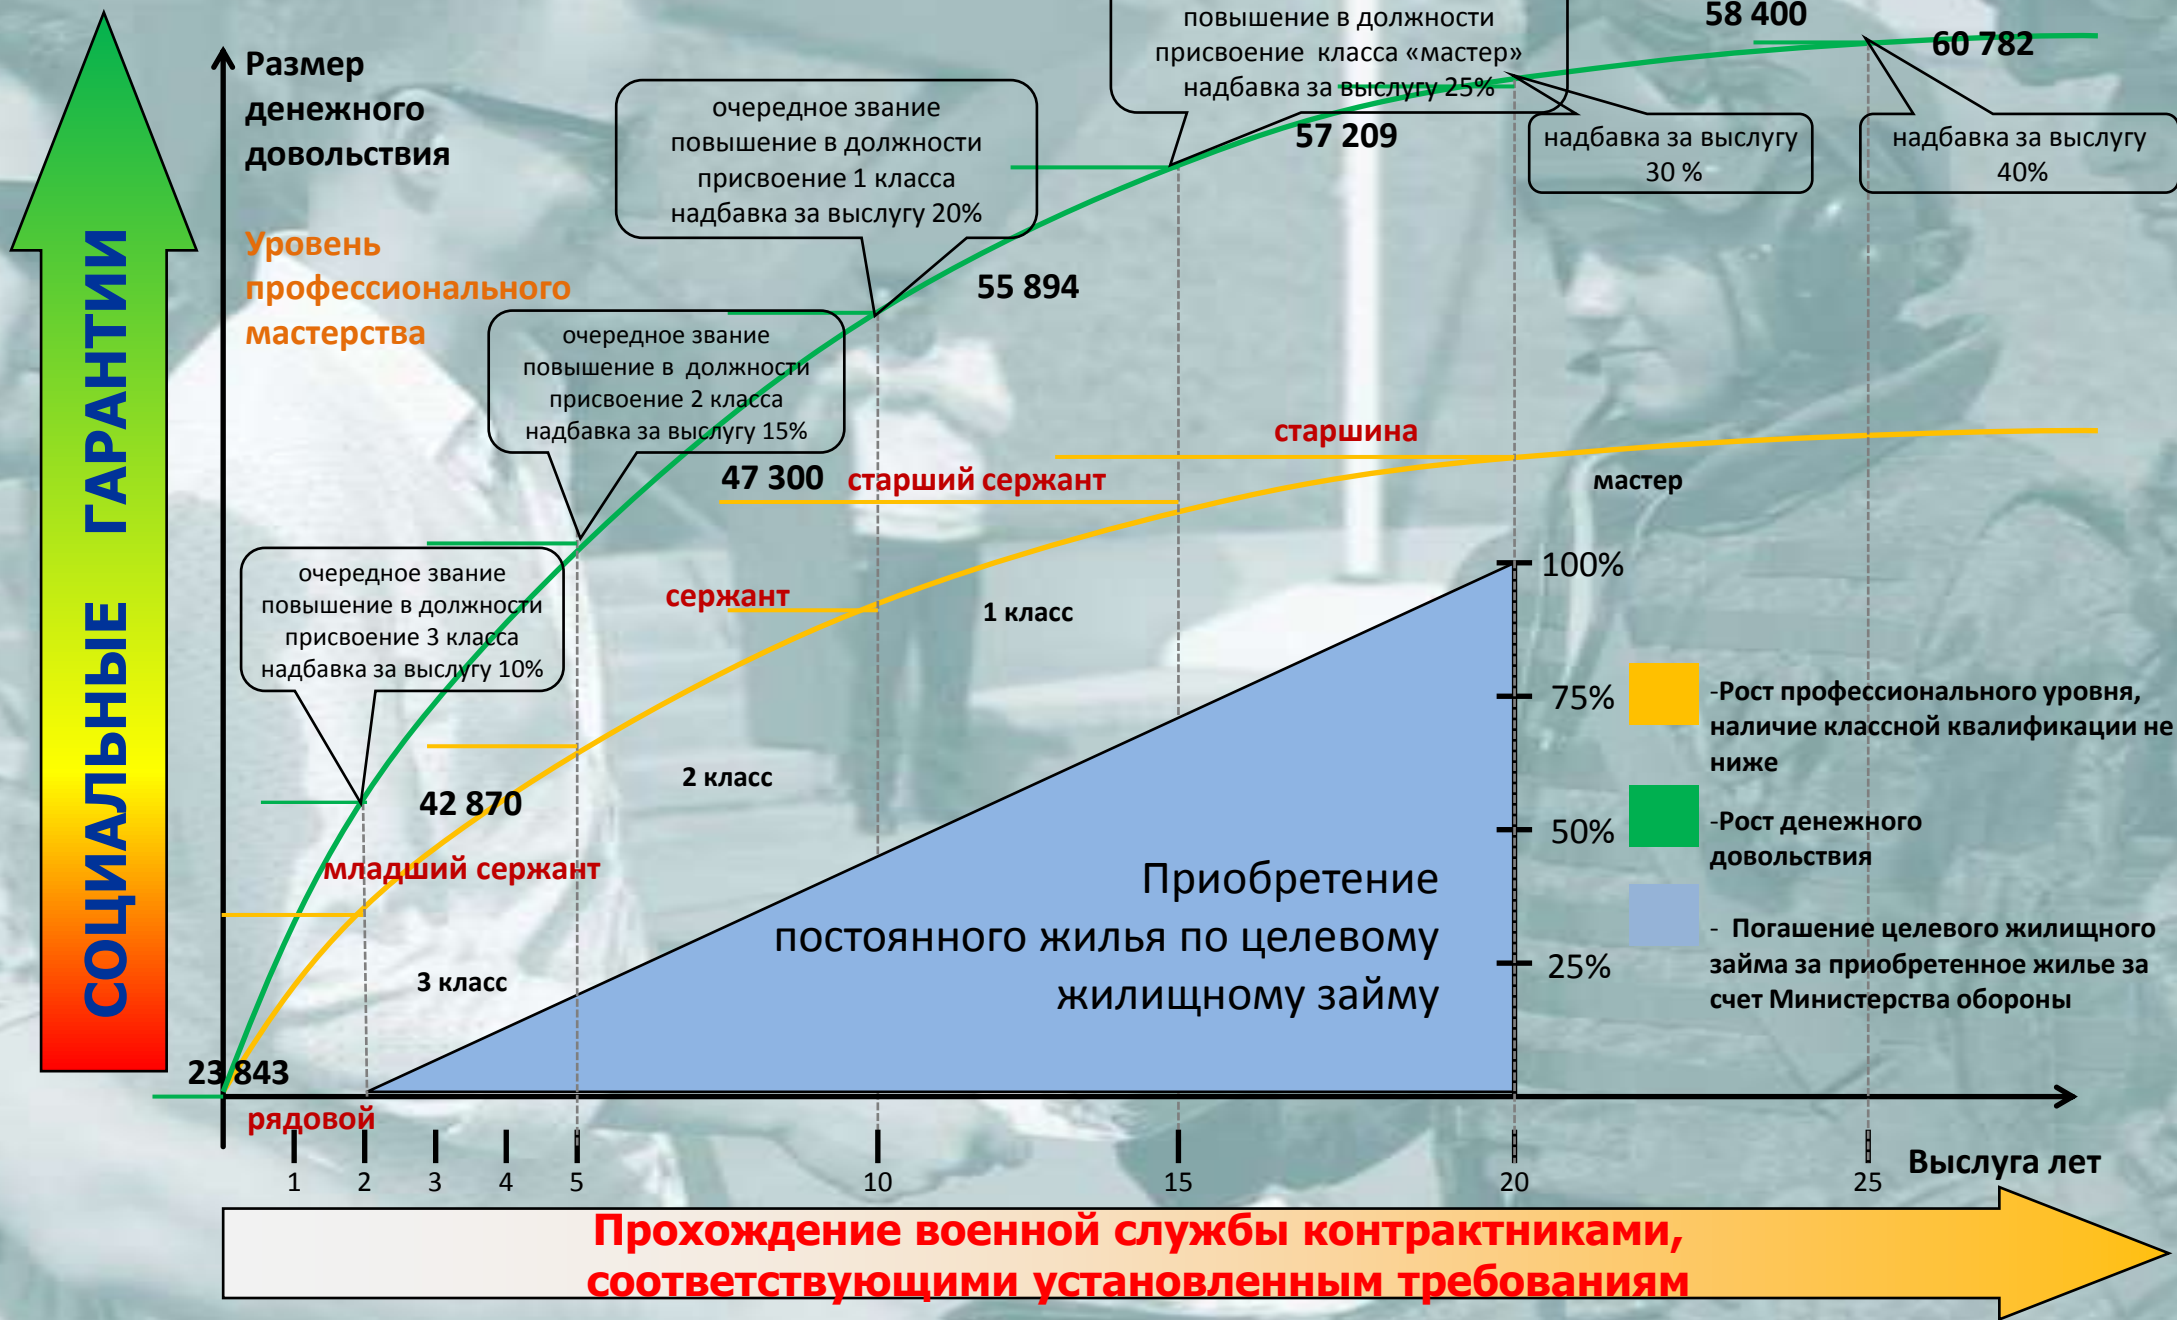 СОЦИАЛЬНЫЕ ГАРАНТИИ
Размер
денежного
довольствия
Уровень
профессионального
мастерства
повышение в должности
присвоение класса «мастер»
надбавка за выслугу 25%
58 400
60 782
очередное звание
повышение в должности
присвоение 1 класса
надбавка за выслугу 20%
57 209
надбавка за выслугу
30 %
надбавка за выслугу
40%
55 894
очередное звание
повышение в должности
присвоение 2 класса
надбавка за выслугу 15%
47 300
старший сержант
старшина
мастер
очередное звание
повышение в должности
присвоение 3 класса
надбавка за выслугу 10%
сержант
1 класс
2 класс
42 870
младший сержант
3 класс
23 843
рядовой
Приобретение
постоянного жилья по целевому
жилищному займу
100%
75%
50%
25%
-Рост профессионального уровня,
наличие классной квалификации не
ниже
-Рост денежного
довольствия
- Погашение целевого жилищного
займа за приобретенное жилье за
счет Министерства обороны
1 2 3 4 5 10 15 20 25
Выслуга лет
Прохождение военной службы контрактниками,
соответствующими установленным требованиям